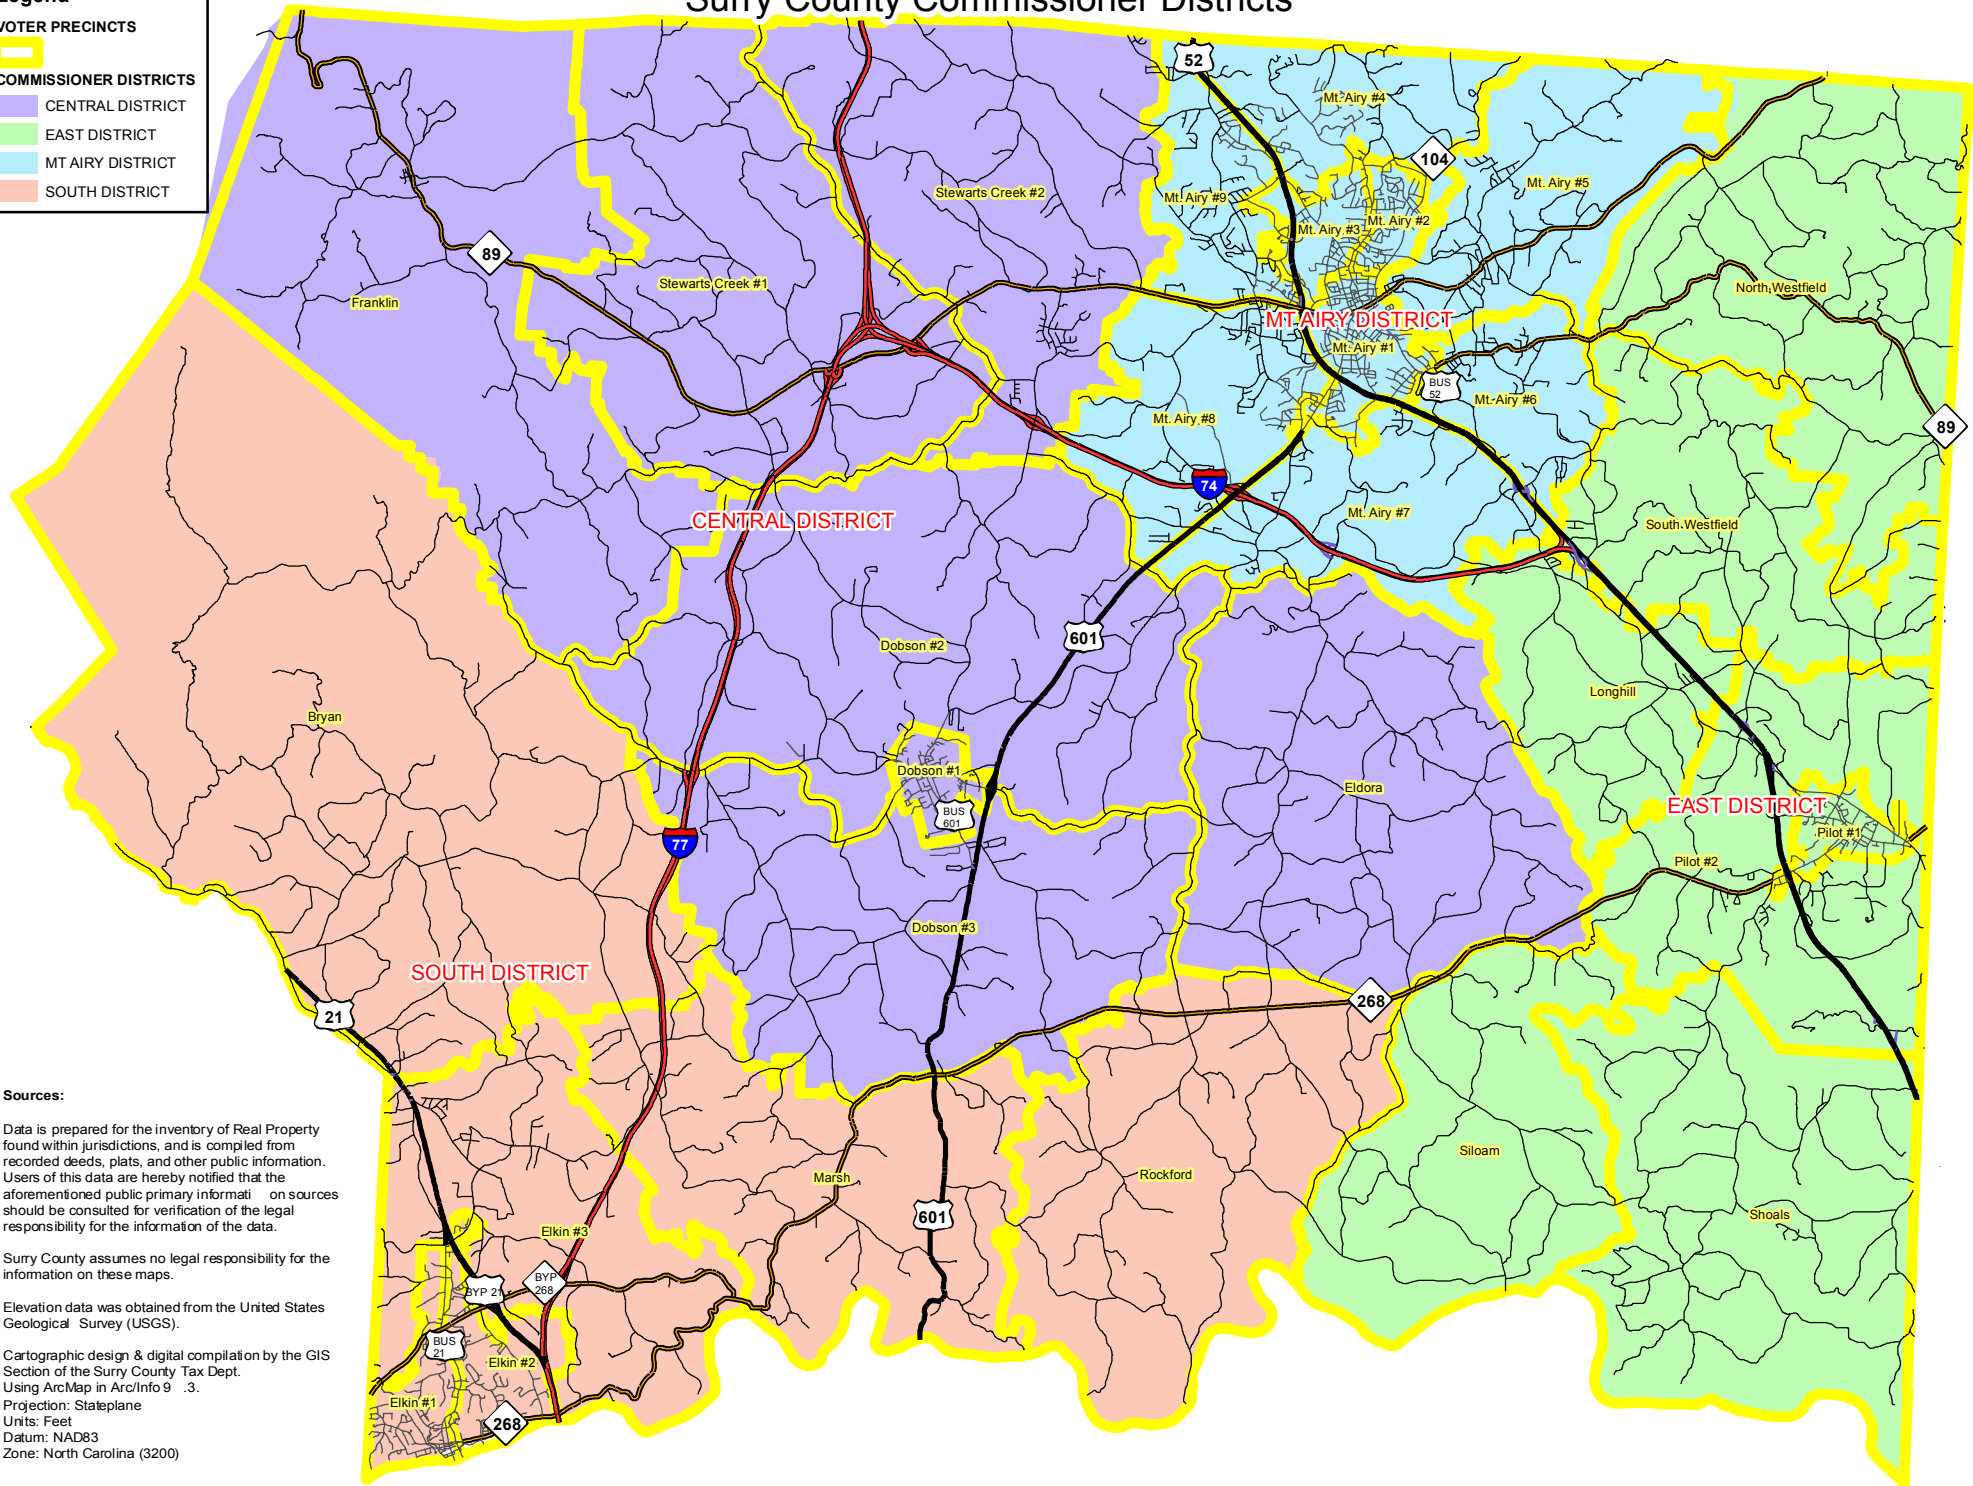 Surry County Commissioner Districts
Legend
VOTER PRECINCTS
COMMISSIONER DISTRICTS
CENTRAL DISTRICT
EAST DISTRICT
MT AIRY DISTRICT
SOUTH DISTRICT
52
Mt. Airy #4
104
Mt. Airy #5
Stewarts Creek #2
Mt. Airy #9
Mt. Airy #2
Mt. Airy #3
89
Stewarts Creek #1
North Westfield
Franklin
MT AIRY DISTRICT
Mt. Airy #1
BUS
52
Mt. Airy #6
Mt. Airy #8
89
74
Mt. Airy #7
CENTRAL DISTRICT
South Westfield
601
Dobson #2
Longhill
Bryan
Dobson #1
Eldora
BUS
601
EAST DISTRICT
Pilot #1
77
Pilot #2
Dobson #3
SOUTH DISTRICT
268
21
Siloam
Marsh
Rockford
Shoals
601
Elkin #3
BYP
268
BYP 21
BUS
21
Elkin #2
Elkin #1
268
Sources:
Data is prepared for the inventory of Real Property
found within jurisdictions, and is compiled from
recorded deeds, plats, and other public information.
Users of this data are hereby notified that the
aforementioned public primary informati on sources
should be consulted for verification of the legal
responsibility for the information of the data.
Surry County assumes no legal responsibility for the
information on these maps.
Elevation data was obtained from the United States
Geological Survey (USGS).
Cartographic design & digital compilation by the GIS
Section of the Surry County Tax Dept.
Using ArcMap in Arc/Info 9 .3.
Projection: Stateplane
Units: Feet
Datum: NAD83
Zone: North Carolina (3200)